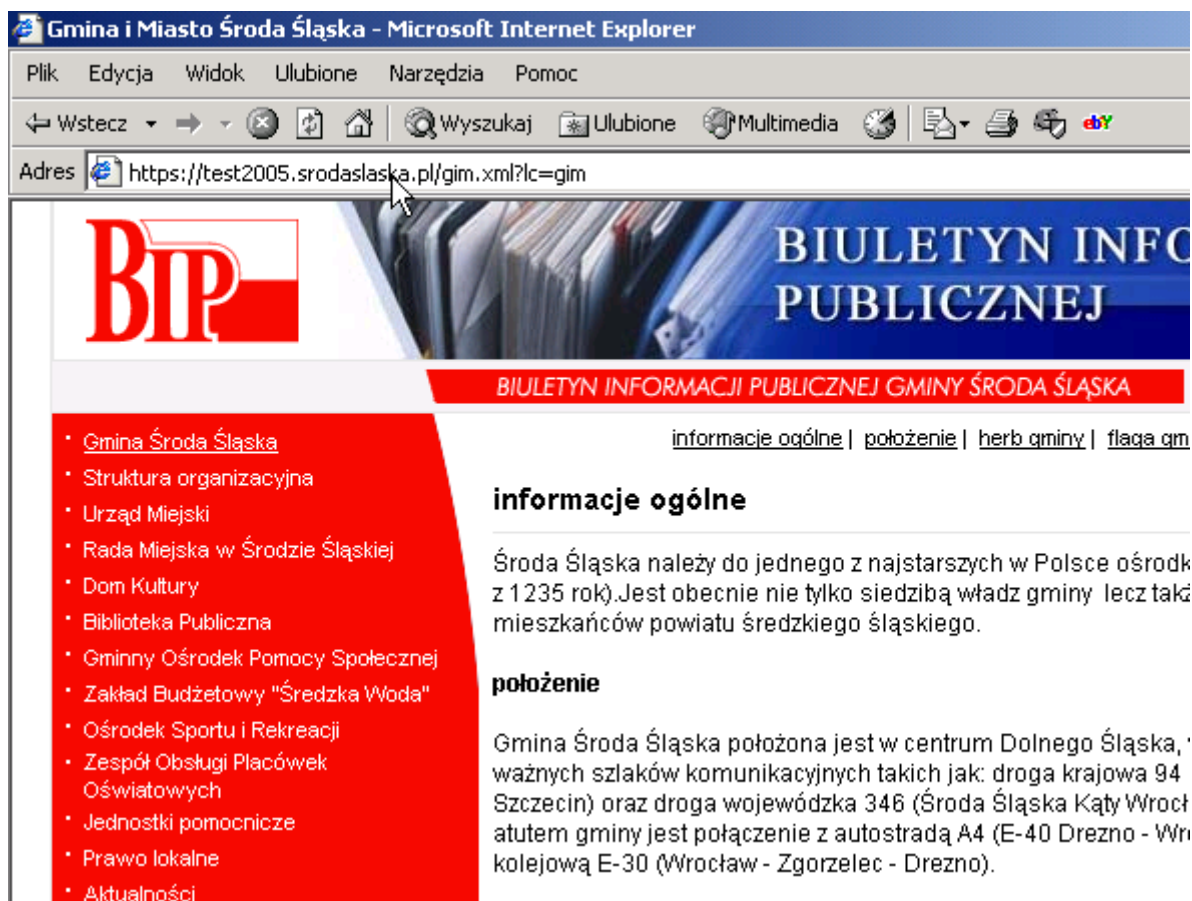 Gmina i Miasto Środa Śląska - Microsoft Internet Explorer
Plik Edycja Widok Ulubione Narzędzia Pomoc
Wstecz Wyszukaj Ulubione Multimedia ebY
Adres https://test2005.srodaslaska.pl/gim.xml?lc=gim
BIP
BIULETYN INFO
PUBLICZNEJ
BIULETYN INFORMACJI PUBLICZNEJ GMINY ŚRODA ŚLĄSKA
Gmina Środa Śląska
Struktura organizacyjna
Urząd Miejski
Rada Miejska w Środzie Śląskiej
Dom Kultury
Biblioteka Publiczna
Gminny Ośrodek Pomocy Społecznej
Zakład Budżetowy "Średzka Woda"
Ośrodek Sportu i Rekreacji
Zespół Obsługi Placówek
Oświatowych
Jednostki pomocnicze
Prawo lokalne
Aktualności
informacje ogólne | położenie | herb gminy | flaga gm
informacje ogólne
Środa Śląska należy do jednego z najstarszych w Polsce ośrodk
z 1235 rok).Jest obecnie nie tylko siedzibą władz gminy lecz takż
mieszkańców powiatu średzkiego śląskiego.
położenie
Gmina Środa Śląska położona jest w centrum Dolnego Śląska,
ważnych szlaków komunikacyjnych takich jak: droga krajowa 94
Szczecin) oraz droga wojewódzka 346 (Środa Śląska Kąty Wrocł
atutem gminy jest połączenie z autostradą A4 (E-40 Drezno - Wr
kolejową E-30 (Wrocław - Zgorzelec - Drezno).